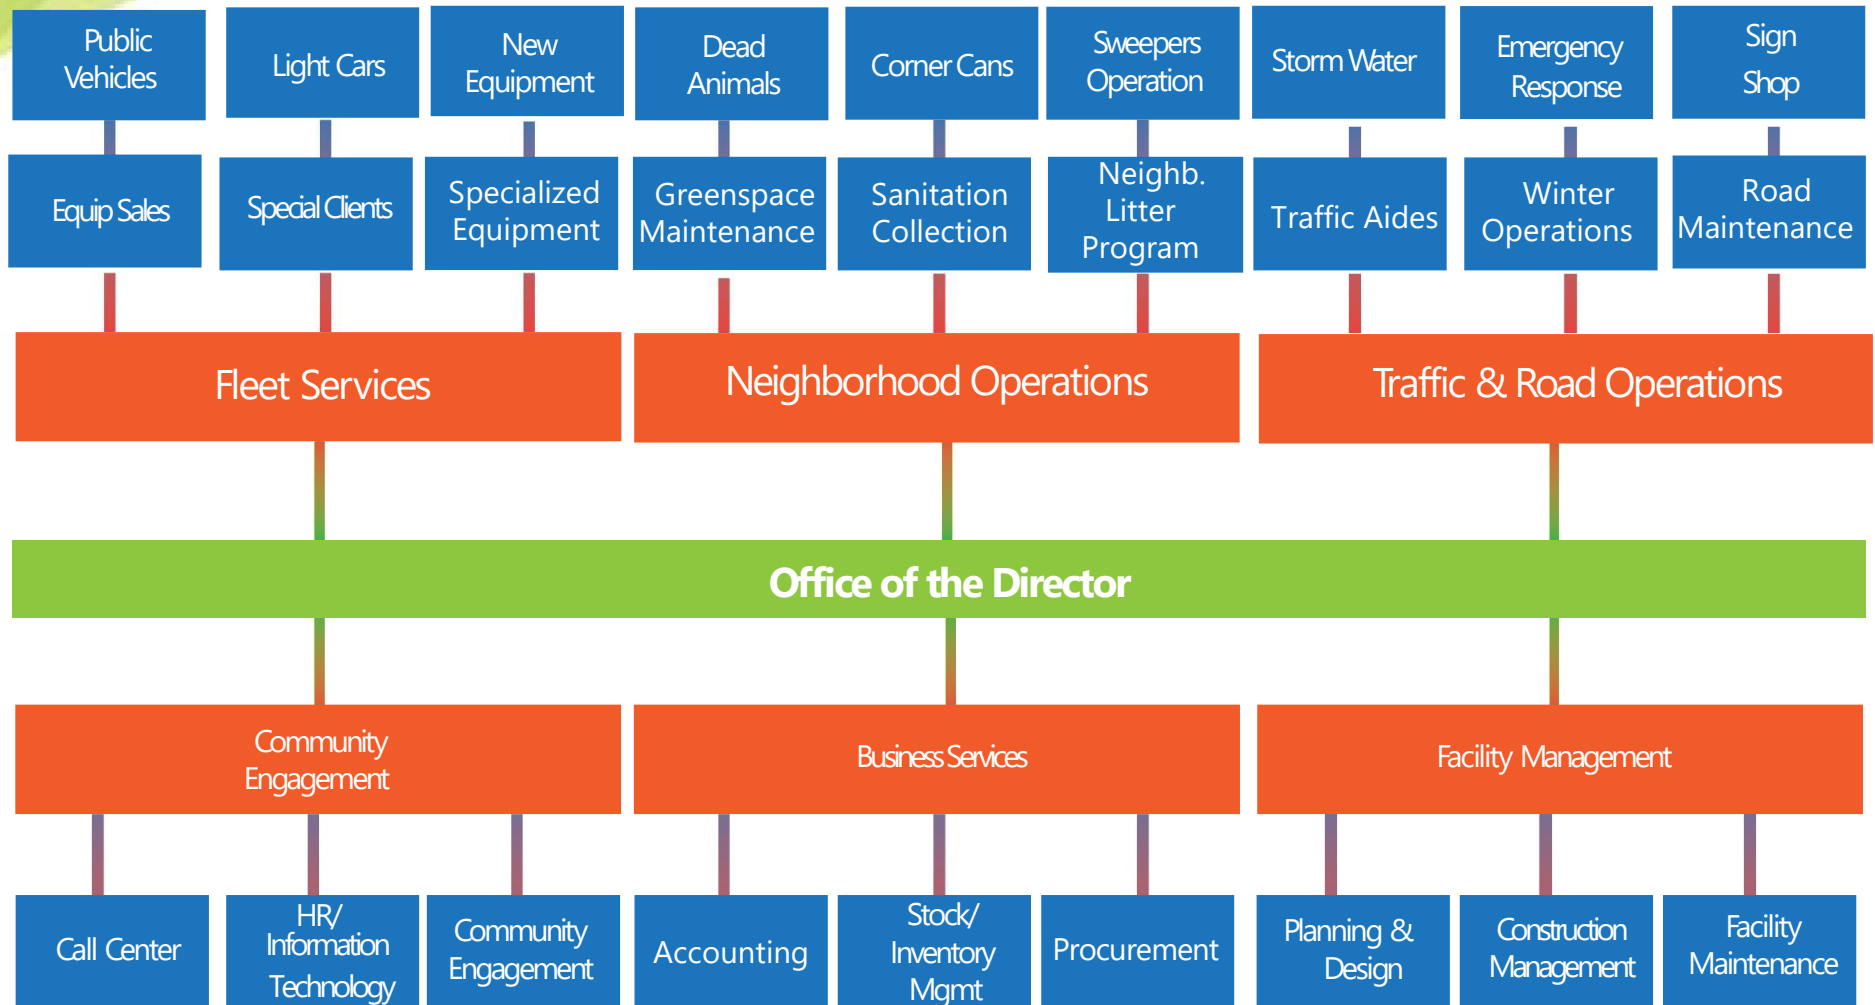 Public
Vehicles
Light Cars
New
Equipment
Dead
Animals
Corner Cans
Sweepers
Operation
Storm Water
Emergency
Response
Sign
Shop
Equip Sales
Special Clients
Specialized
Equipment
Greenspace
Maintenance
Sanitation
Collection
Neighb.
Litter
Program
Traffic Aides
Winter
Operations
Road
Maintenance
Fleet Services
Neighborhood Operations
Traffic & Road Operations
Office of the Director
Community
Engagement
Business Services
Facility Management
Call Center
HR/
Information
Technology
Community
Engagement
Accounting
Stock/
Inventory
Mgmt
Procurement
Planning &
Design
Construction
Management
Facility
Maintenance